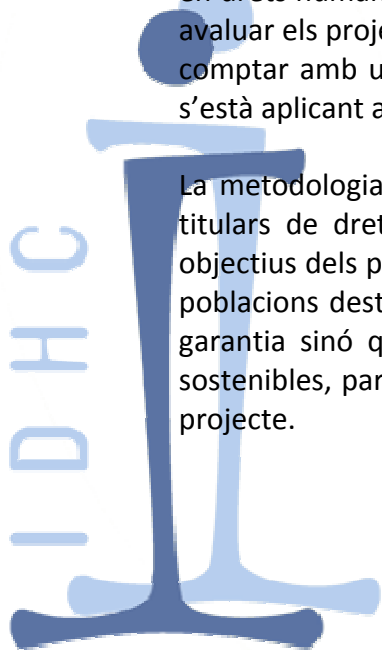 avaluar els proje
comptar amb u
s’està aplicant a
La metodologia
titulars de dret
objectius dels p
poblacions dest
garantia sinó q
sostenibles, par
projecte.
IDHC